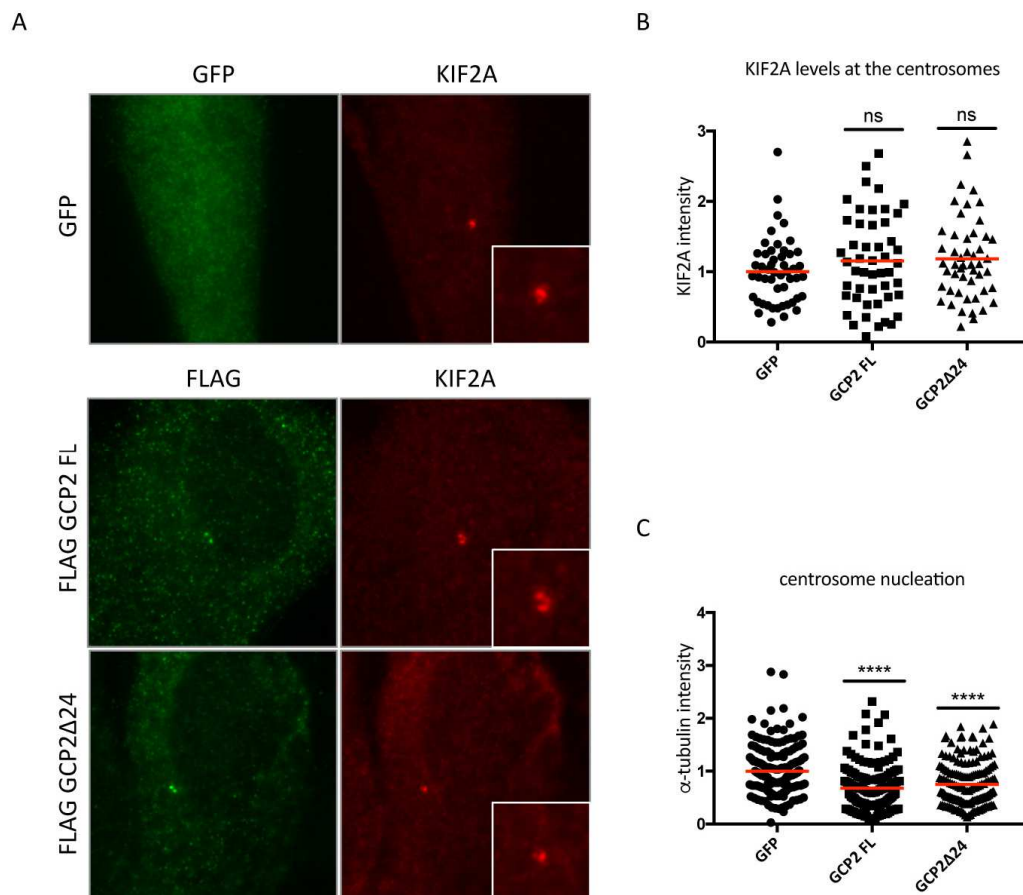 A
GFP
KIF2A
GFP
FLAG
KIF2A
FLAG GCP2 FL
FLAG GCP2Δ24
B
KIF2A levels at the centrosomes
ns
ns
KIF2A intensity
3
2
1
0
GFP
GCP2 FL
GCP2Δ24
C
centrosome nucleation
****
****
α-tubulin intensity
4
3
2
1
0
GFP
GCP2 FL
GCP2Δ24